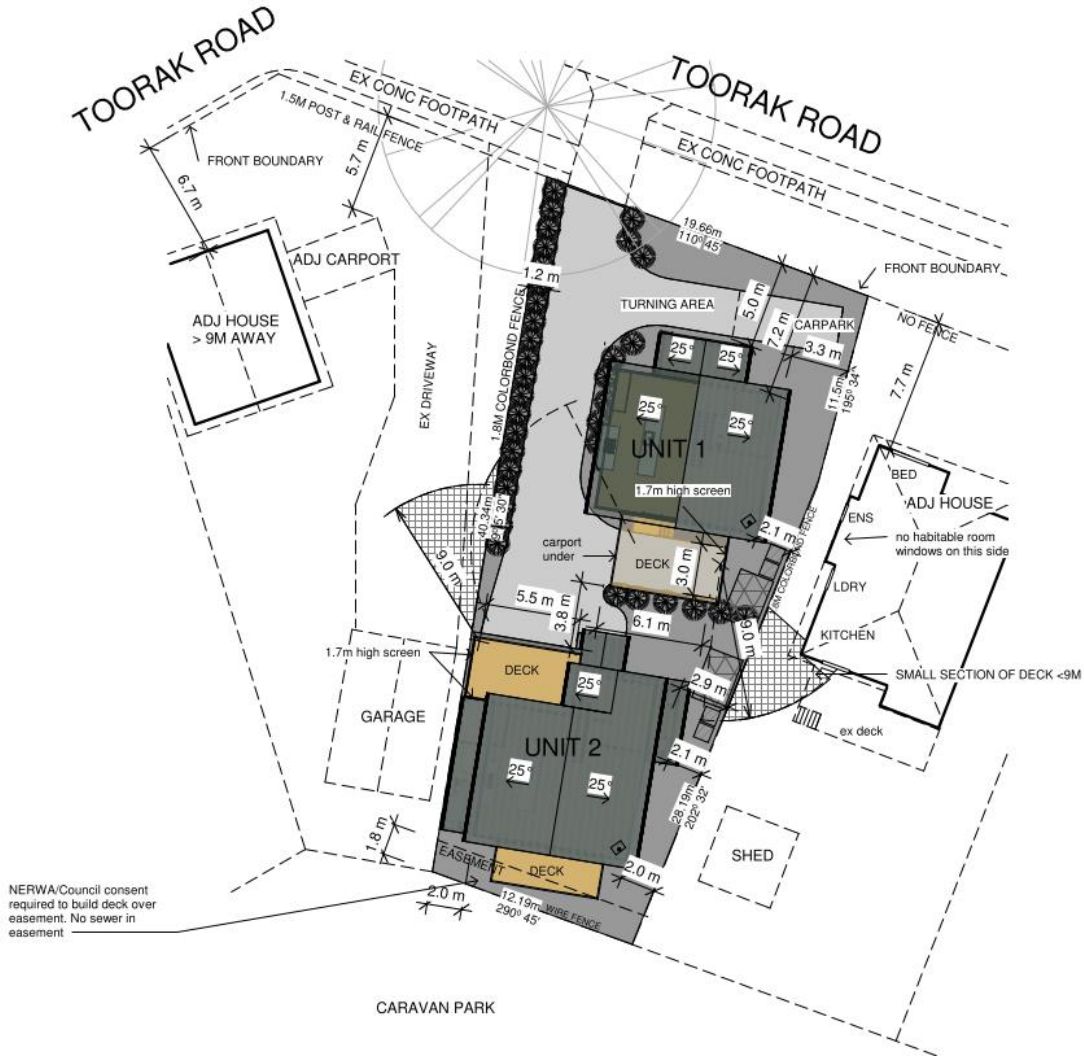 TOORAK ROAD
TOORAK ROAD
EX CONC FOOTPATH
1.5M POST & RAIL FENCE
EX CONC FOOTPATH
FRONT BOUNDARY
6.7 m
5.7 m
19.66m
110⁰ 45'
ADJ CARPORT
1.2 m
FRONT BOUNDARY
TURNING AREA
5.0 m
7.2 m
CARPARK
NO FENCE
ADJ HOUSE
> 9M AWAY
3.3 m
7.7 m
25°
25°
11.5m
195⁰ 34'
EX DRIVEWAY
1.8M COLORBOND FENCE
25°
25°
UNIT 1
BED
ADJ HOUSE
1.7m high screen
ENS
no habitable room
windows on this side
2.1 m
40.34m
carport
under
DECK
3.0 m
LDRY
9.0 m
5.5 m
3.8 m
6.1 m
9.0 m
KITCHEN
1.7m high screen
DECK
SMALL SECTION OF DECK <9M
25°
2.9 m
GARAGE
ex deck
UNIT 2
2.1 m
25°
25°
28.19m
202⁰ 32'
1.8 m
SHED
EASEMENT
DECK
2.0 m
NERWA/Council consent
required to build deck over
easement. No sewer in
easement
2.0 m
12.19m
290⁰ 45'
WIRE FENCE
CARAVAN PARK